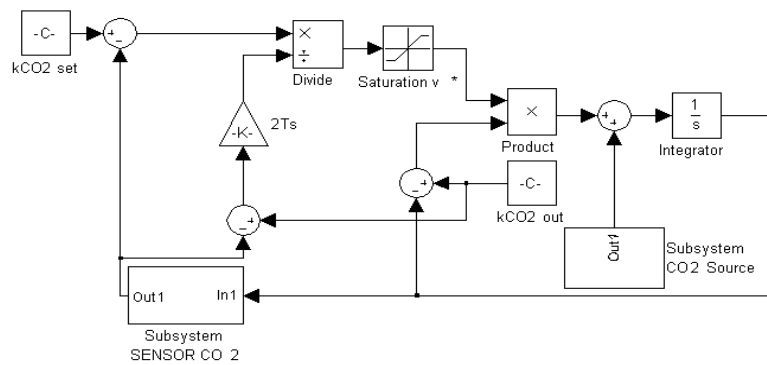 -C-
kCO2 set
+
-
×
÷
Divide
Saturation v *
2Ts
-K-
×
Product
+
+
1
s
Integrator
-
+
-C-
kCO2 out
-
+
Out1
Subsystem
CO2 Source
Out1
In1
Subsystem
SENSOR CO 2